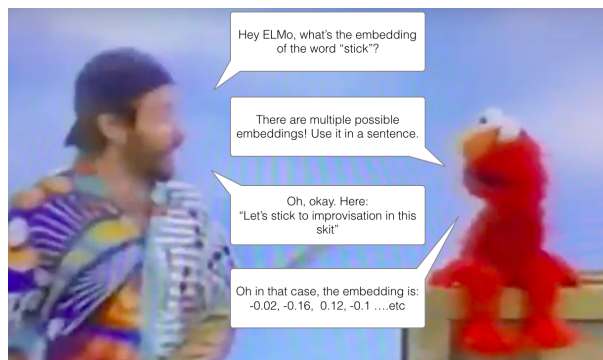 Hey ELMo, what's the embedding
of the word "stick"?
There are multiple possible
embeddings! Use it in a sentence.
Oh, okay. Here:
"Let's stick to improvisation in this
skit"
Oh in that case, the embedding is:
-0.02, -0.16, 0.12, -0.1 ....etc